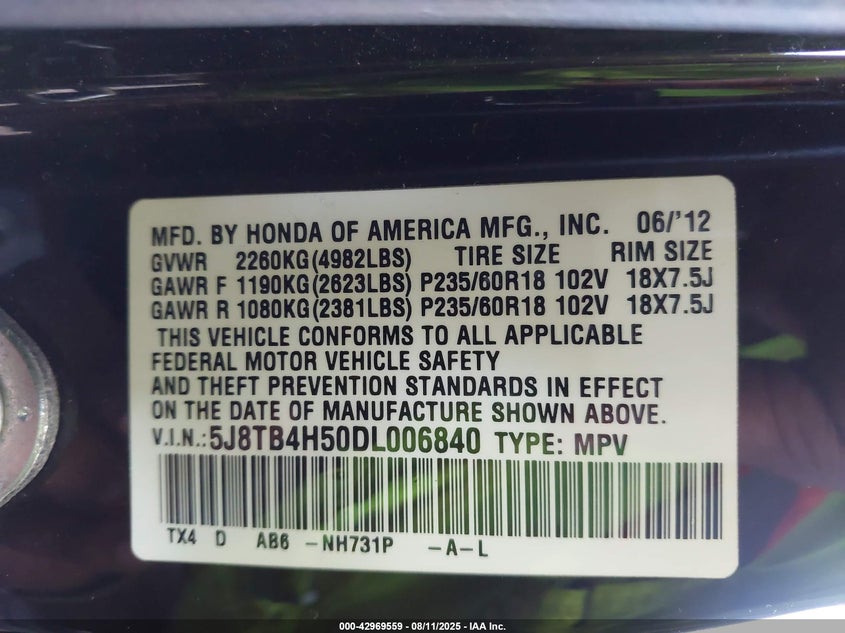 MFD. BY HONDA OF AMERICA MFG., INC. 06/'12
GVWR 2260KG(4982LBS) TIRE SIZE RIM SIZE
GAWR F 1190KG(2623LBS) P235/60R18 102V 18X7.5J
GAWR R 1080KG(2381LBS) P235/60R18 102V 18X7.5J
THIS VEHICLE CONFORMS TO ALL APPLICABLE
FEDERAL MOTOR VEHICLE SAFETY
AND THEFT PREVENTION STANDARDS IN EFFECT
ON THE DATE OF MANUFACTURE SHOWN ABOVE.
V.I.N.:5J8TB4H50DL006840 TYPE: MPV
TX4 D AB6 -NH731P -A-L
000-42969559 - 08/11/2025 - IAA Inc.